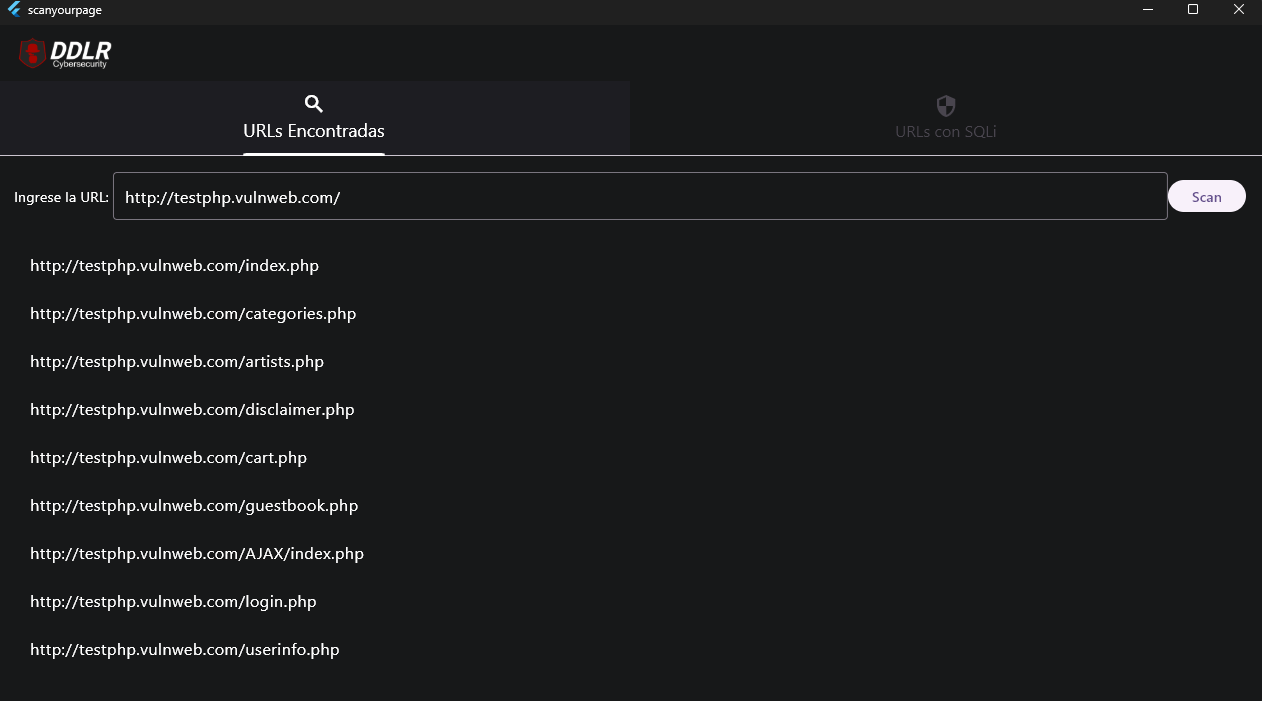 scanyourpage
DDLR
Cybersecurity
URLs Encontradas
URLs con SQLi
Ingrese la URL:
http://testphp.vulnweb.com/
Scan
http://testphp.vulnweb.com/index.php
http://testphp.vulnweb.com/categories.php
http://testphp.vulnweb.com/artists.php
http://testphp.vulnweb.com/disclaimer.php
http://testphp.vulnweb.com/cart.php
http://testphp.vulnweb.com/guestbook.php
http://testphp.vulnweb.com/AJAX/index.php
http://testphp.vulnweb.com/login.php
http://testphp.vulnweb.com/userinfo.php